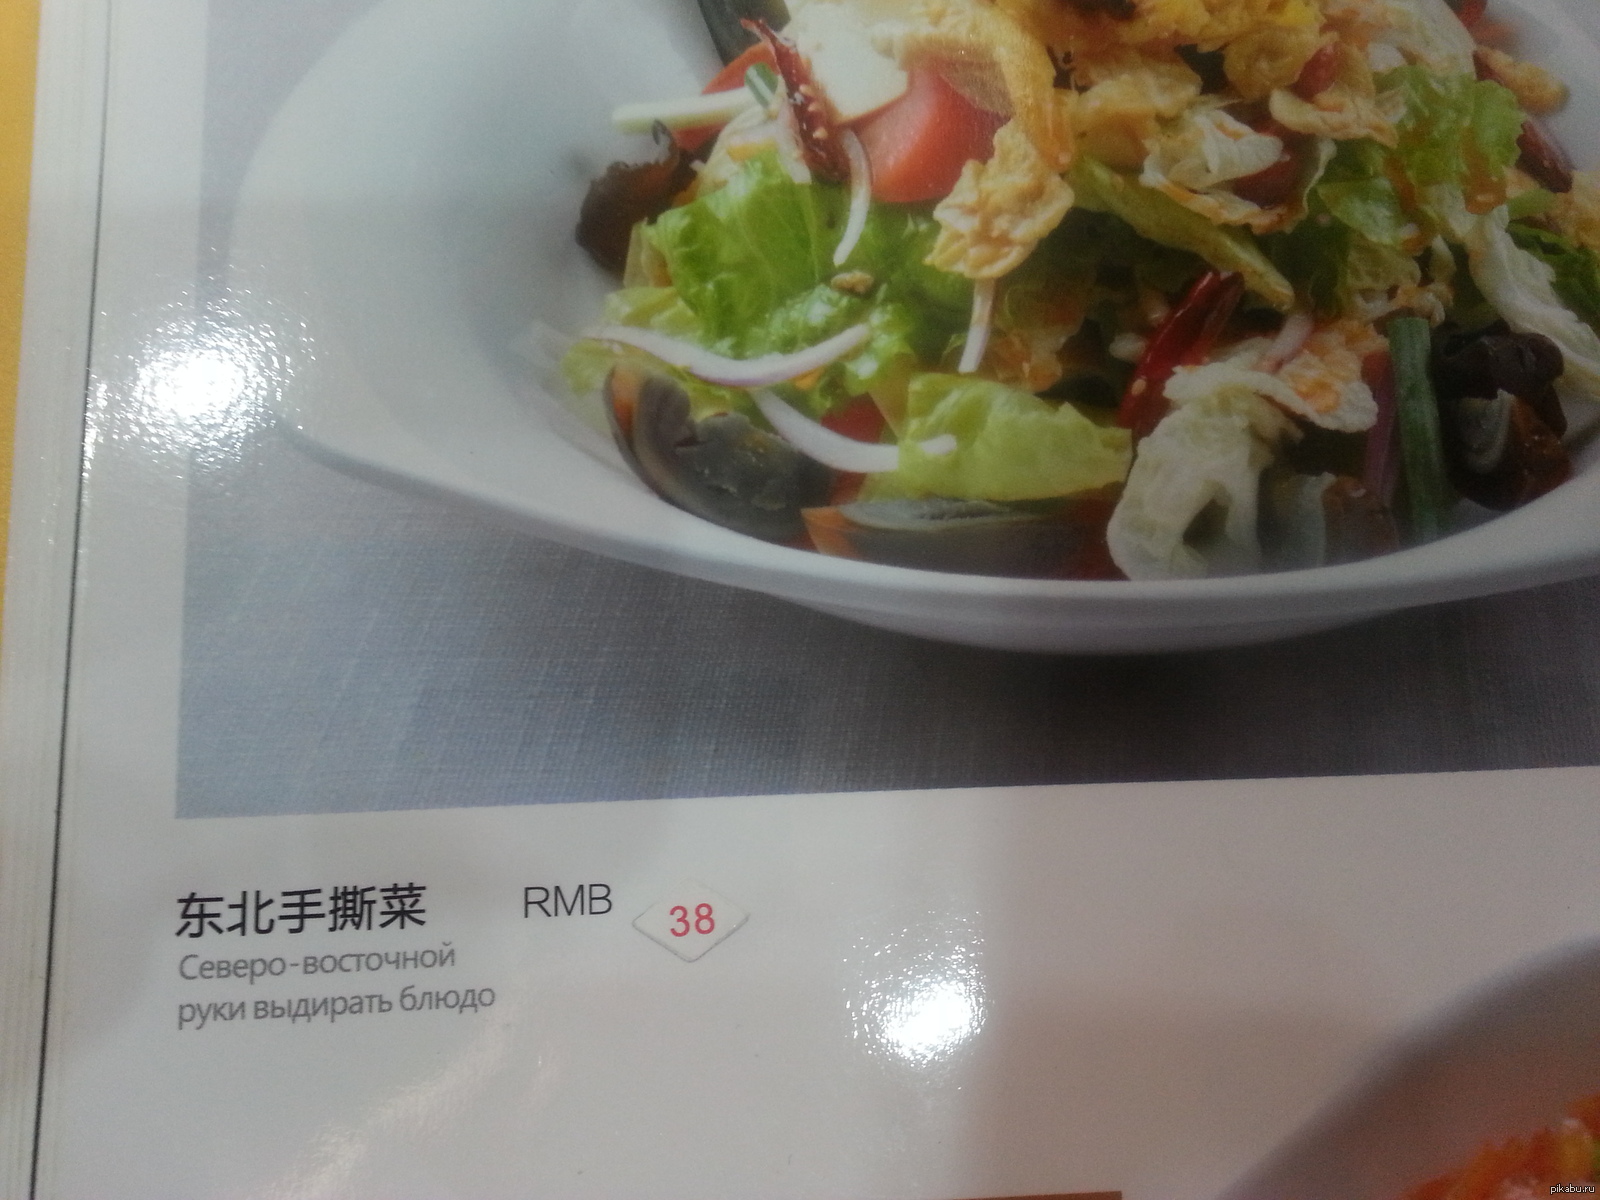 东北手撕菜 RMB 38
Северо-восточной
руки выдирать блюдо
pikabu.ru